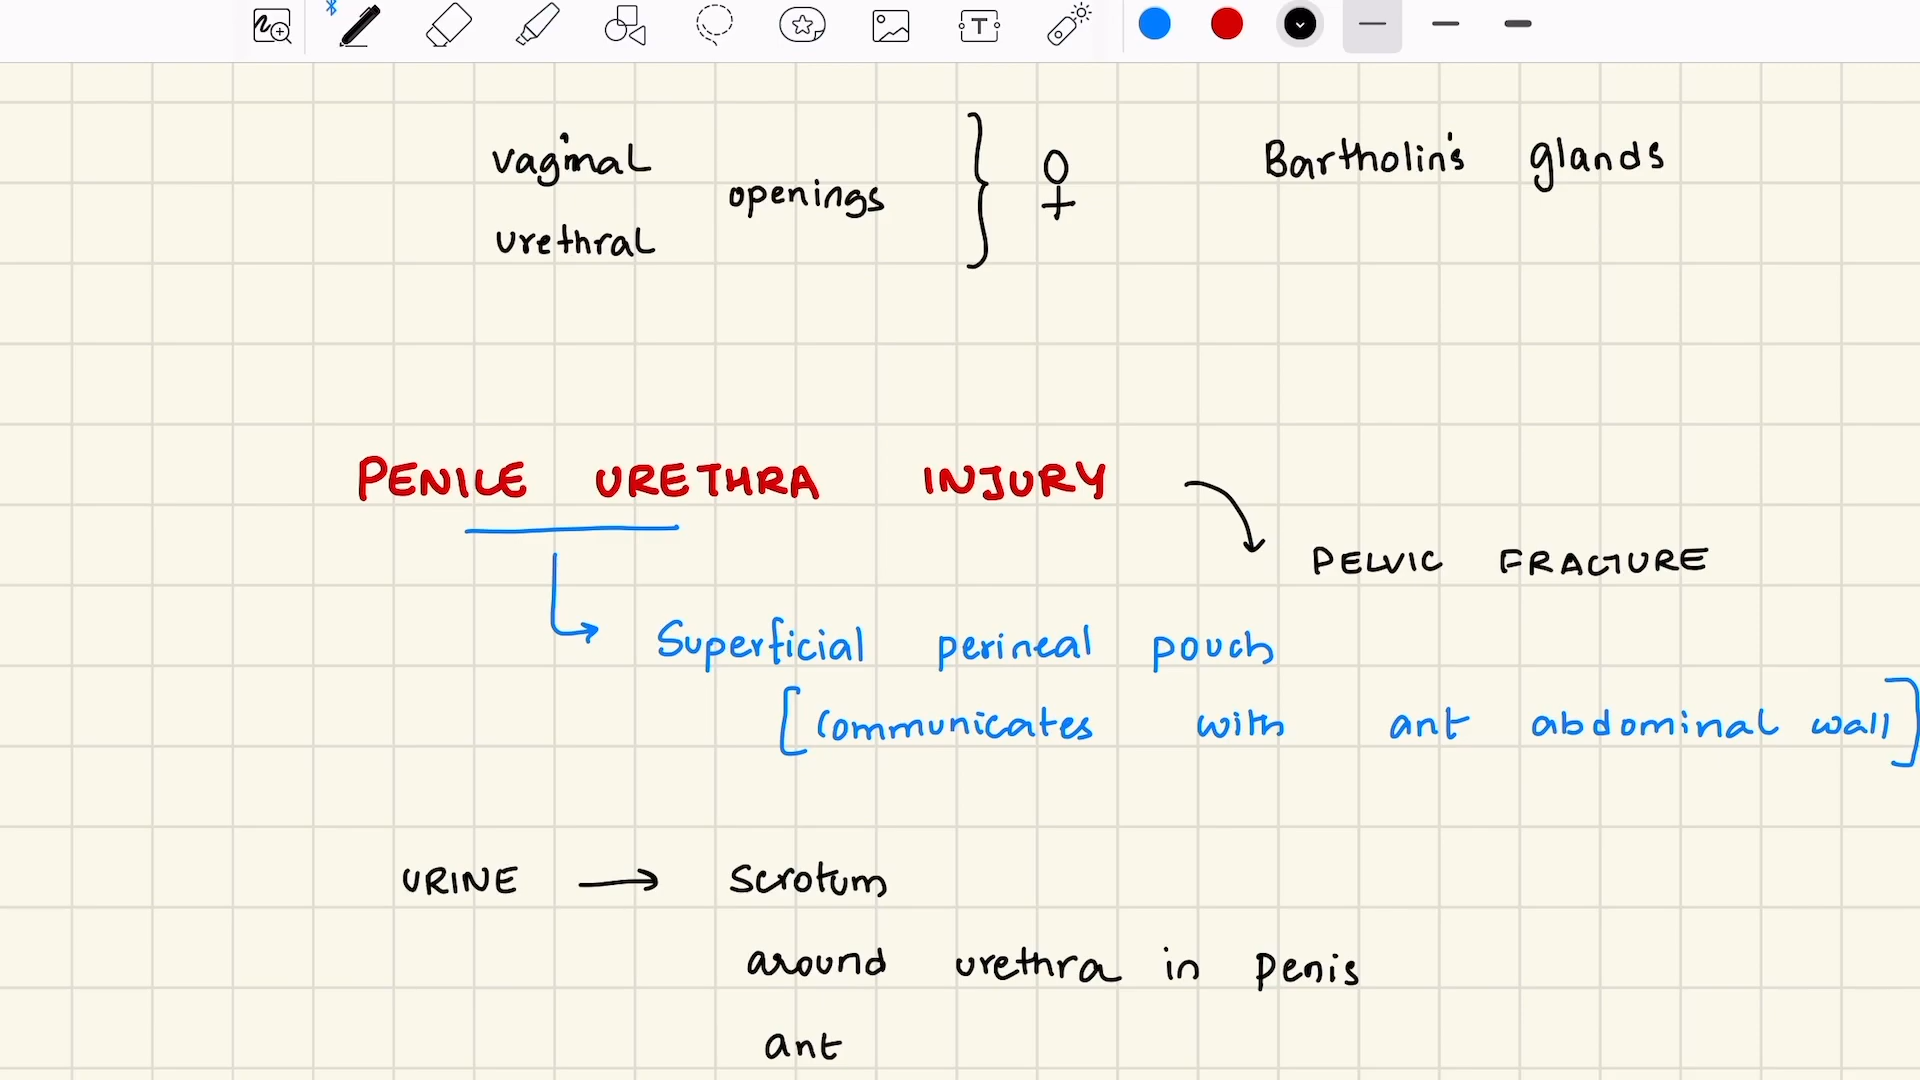 vaginal
openings
urethral
Bartholin's glands
PENILE URETHRA INJURY
PELVIC FRACTURE
Superficial perineal pouch
[communicates with ant abdominal wall]
URINE → Scrotum
around urethra in penis
ant